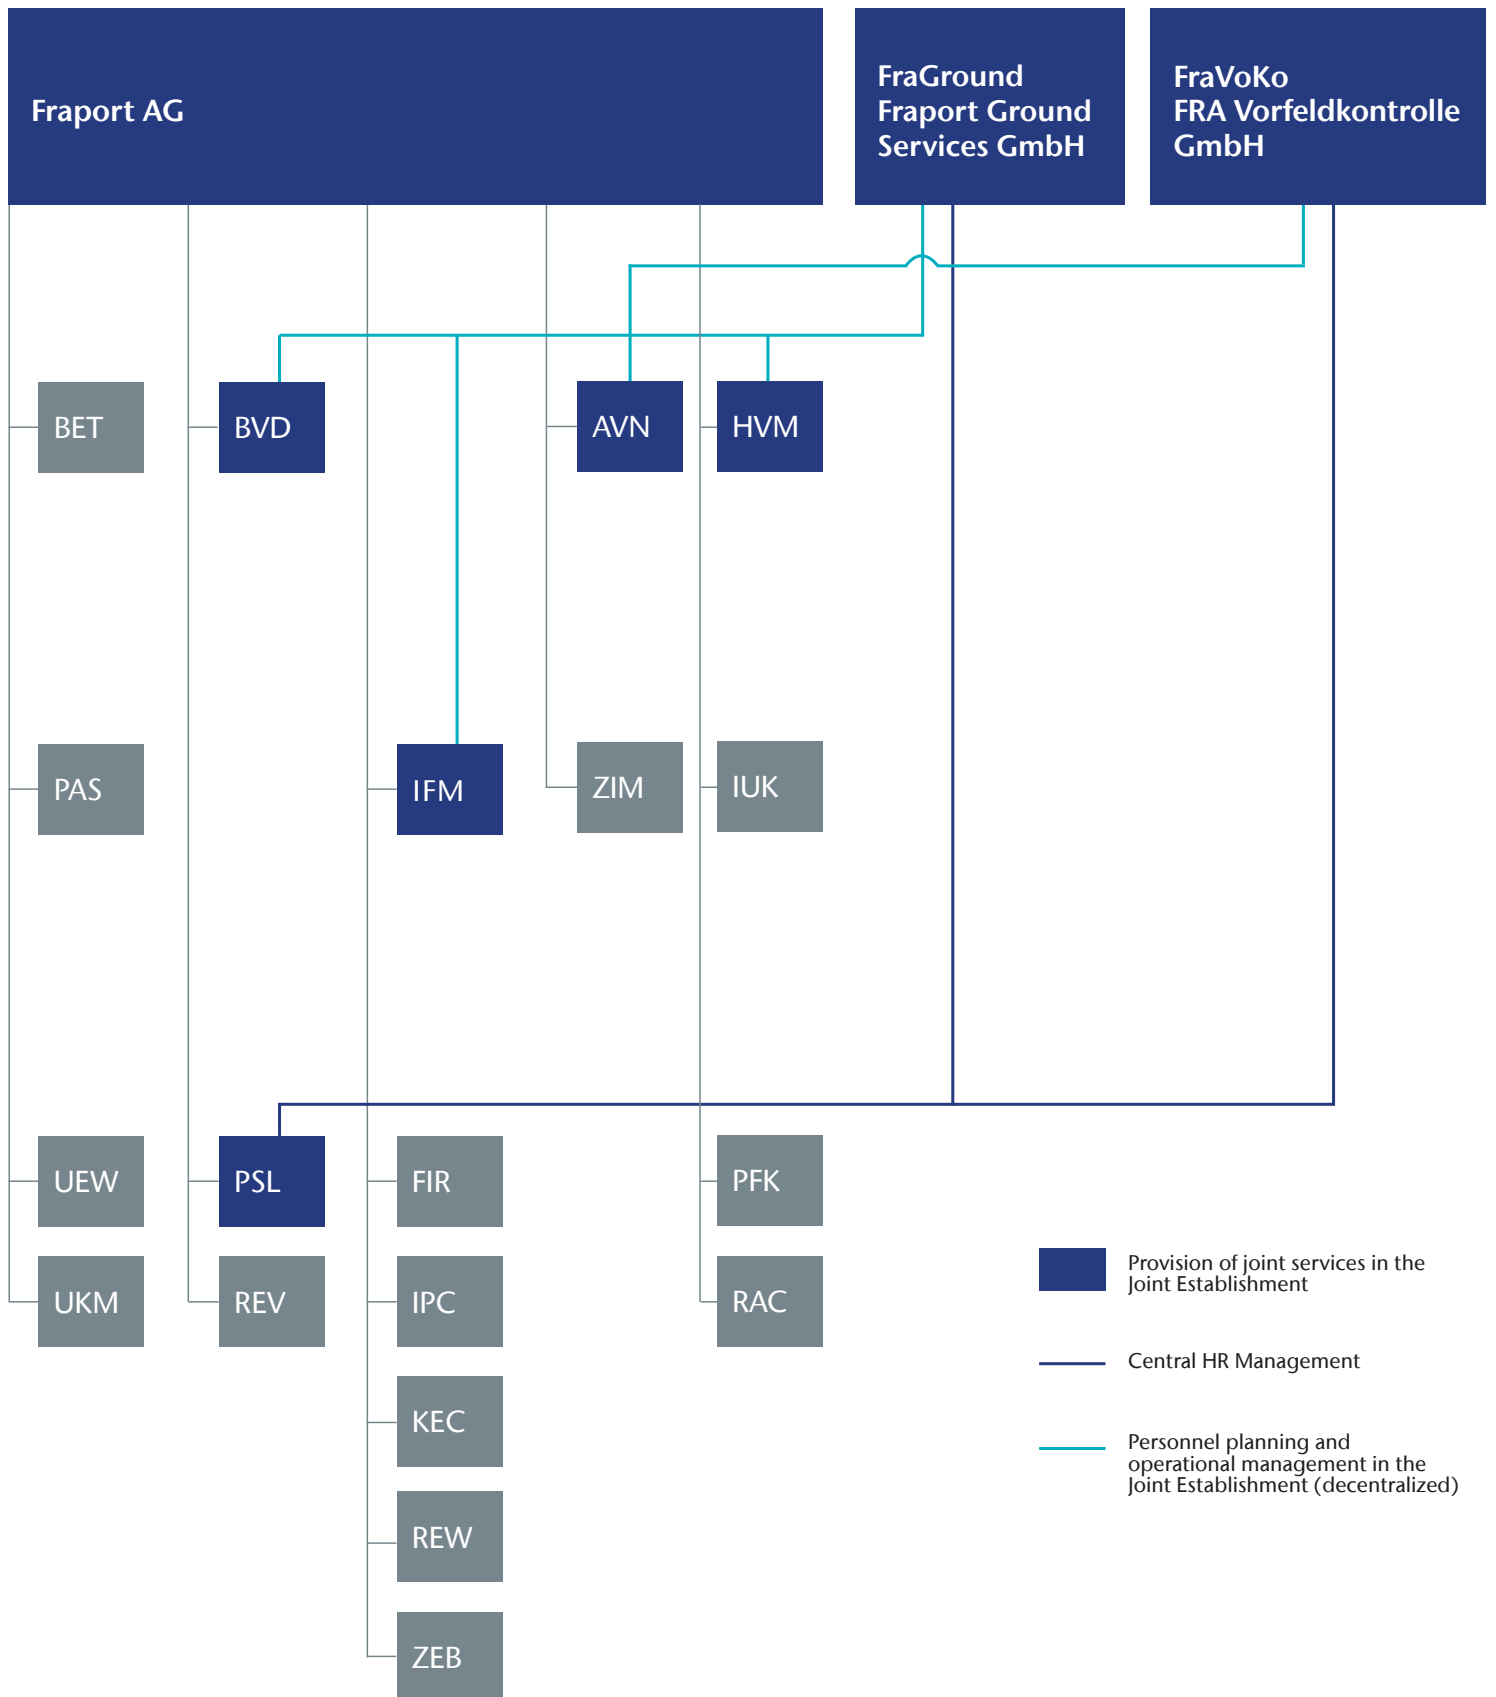 Fraport AG
FraGround
Fraport Ground
Services GmbH
FraVoKo
FRA Vorfeldkontrolle
GmbH
BET
BVD
AVN
HVM
PAS
IFM
ZIM
IUK
UEW
PSL
FIR
PFK
UKM
REV
IPC
RAC
KEC
REW
ZEB
Provision of joint services in the
Joint Establishment
Central HR Management
Personnel planning and
operational management in the
Joint Establishment (decentralized)